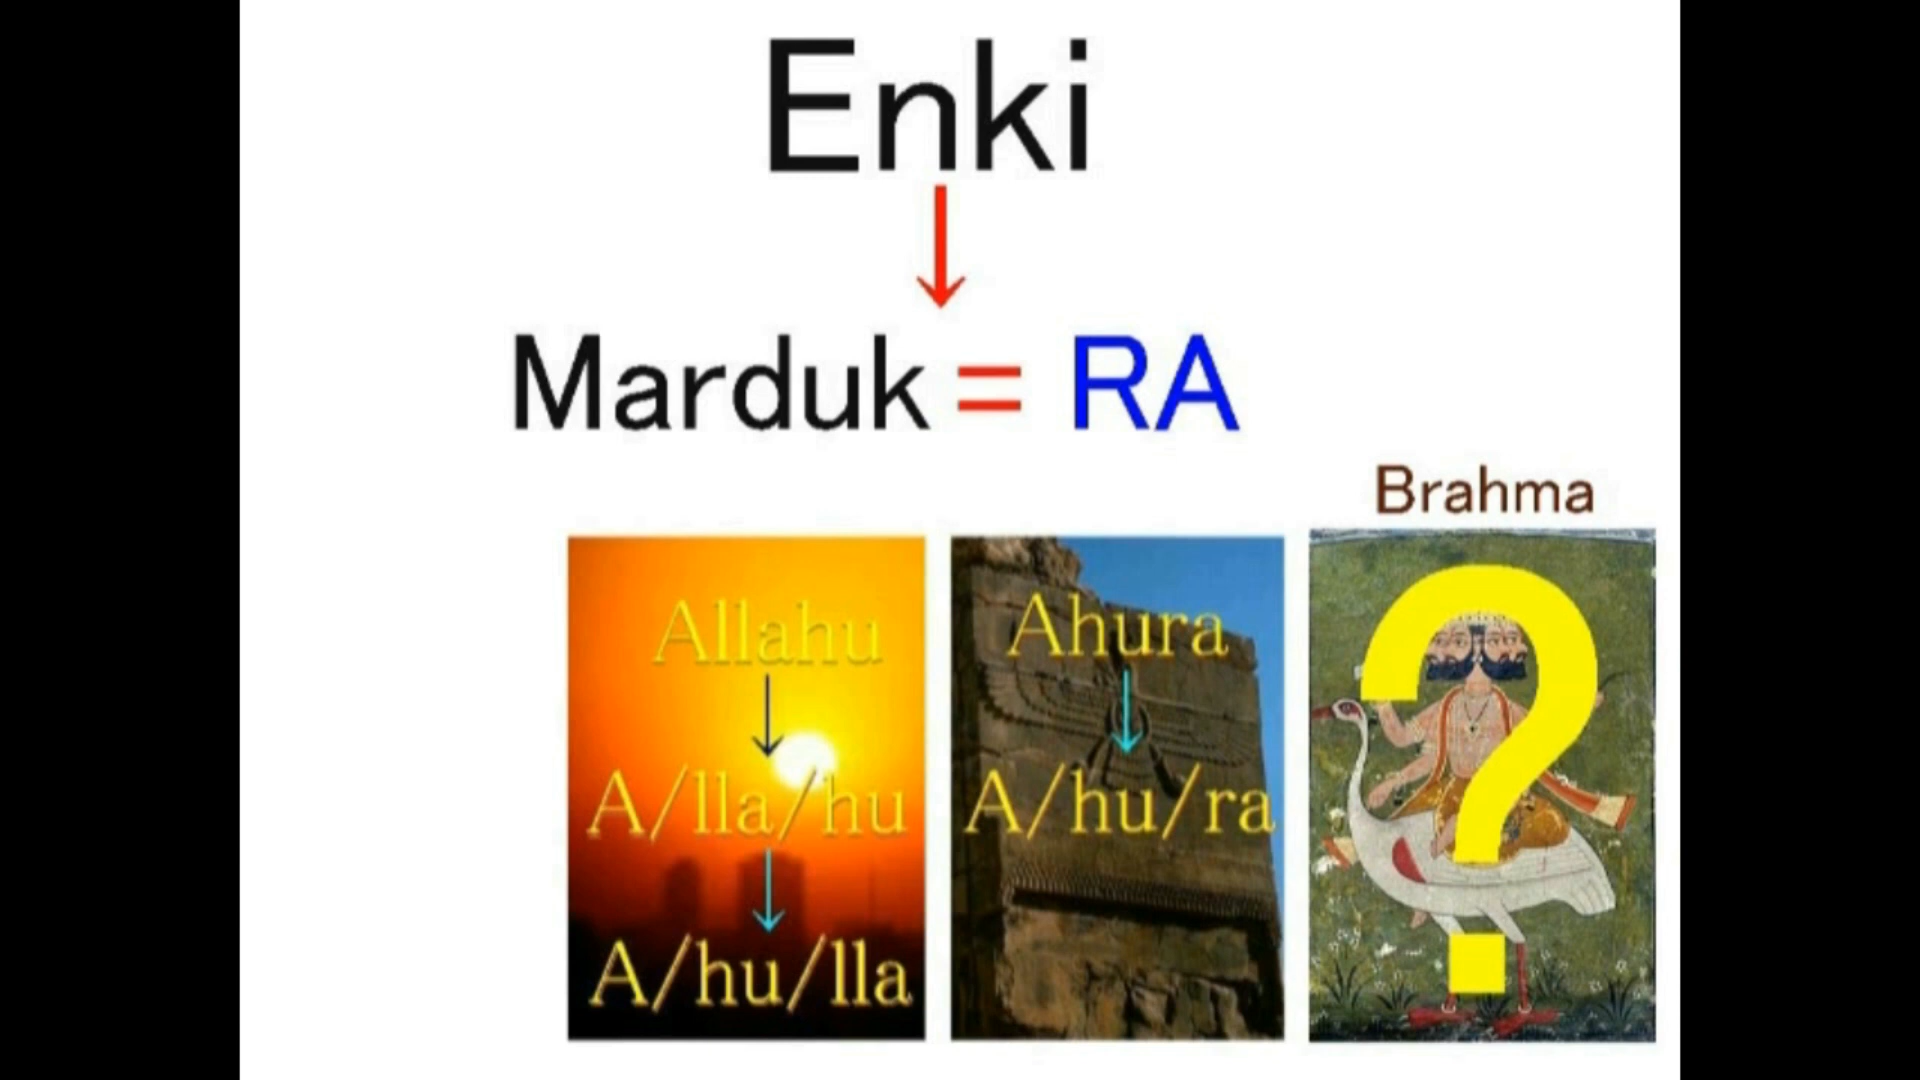 Enki
↓
Marduk = RA
Brahma
Allahu
↓
A/lla/hu
↓
A/hu/lla
Ahura
↓
A/hu/ra
?